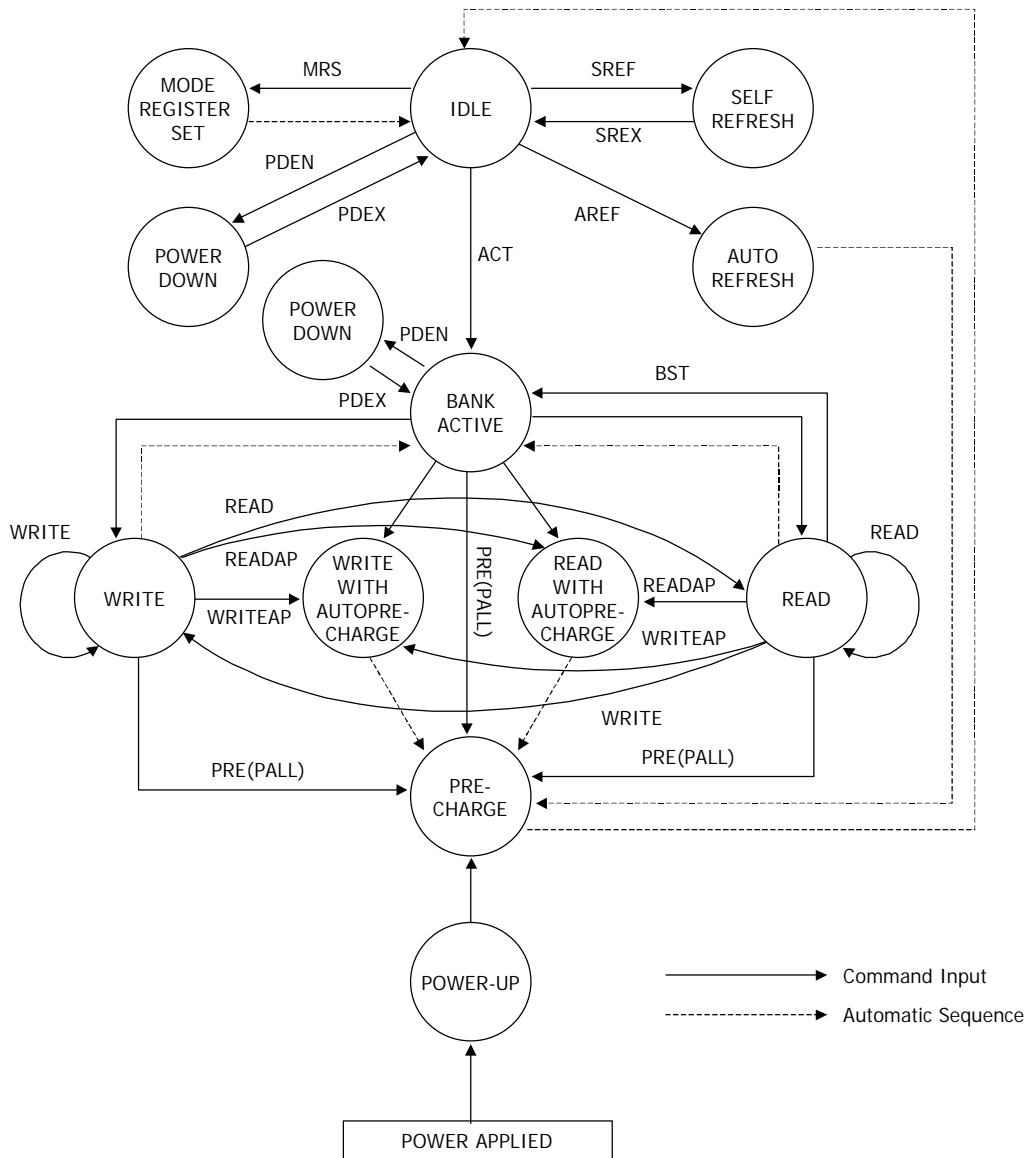 MRS
SREF
MODE
REGISTER
SET
IDLE
SELF
REFRESH
SREX
PDEN
PDEX
AREF
POWER
DOWN
ACT
AUTO
REFRESH
POWER
DOWN
PDEN
PDEX
BST
BANK
ACTIVE
WRITE
READ
READ
READAP
WRITE
WRITEAP
WRITE
WITH
AUTOPRE-
CHARGE
PRE(PALL)
READ
WITH
AUTOPRE-
CHARGE
READAP
WRITEAP
READ
WRITE
PRE(PALL)
PRE(PALL)
PRE-
CHARGE
POWER-UP
Command Input
Automatic Sequence
POWER APPLIED